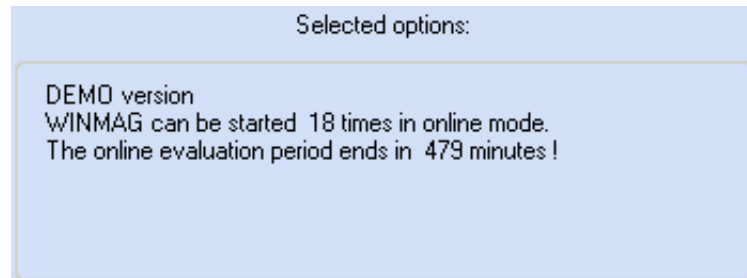 Selected options:
DEMO version
WINMAG can be started  18 times in online mode.
The online evaluation period ends in  479 minutes !